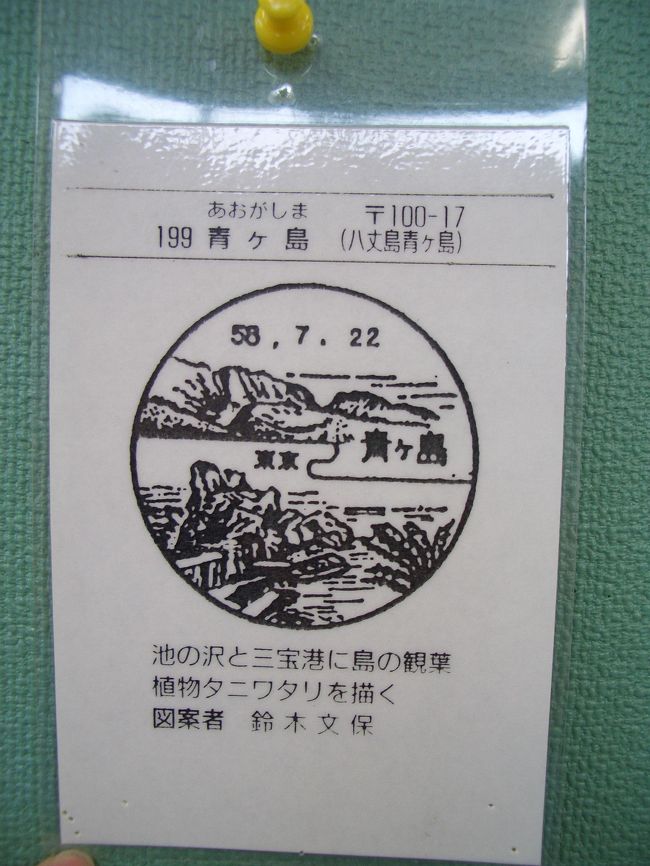 あおがしま 〒100-17
199 青ヶ島 (八丈島青ヶ島)
58.7.22
東京 青ヶ島
池の沢と三宝港に島の観葉
植物タニワタリを描く
図案者 鈴木文保